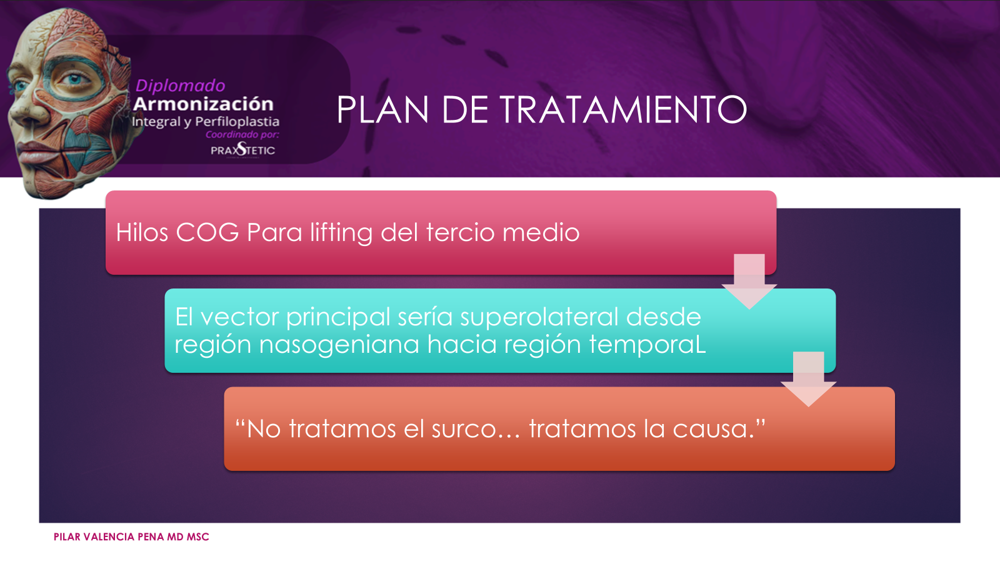 Diplomado
Armonización
Integral y Perfiloplastia
Coordinado por:
PRAXSTETIC
PLAN DE TRATAMIENTO
Hilos COG Para lifting del tercio medio
El vector principal sería superolateral desde
región nasogeniana hacia región temporaL
“No tratamos el surco... tratamos la causa.”
PILAR VALENCIA PENA MD MSC